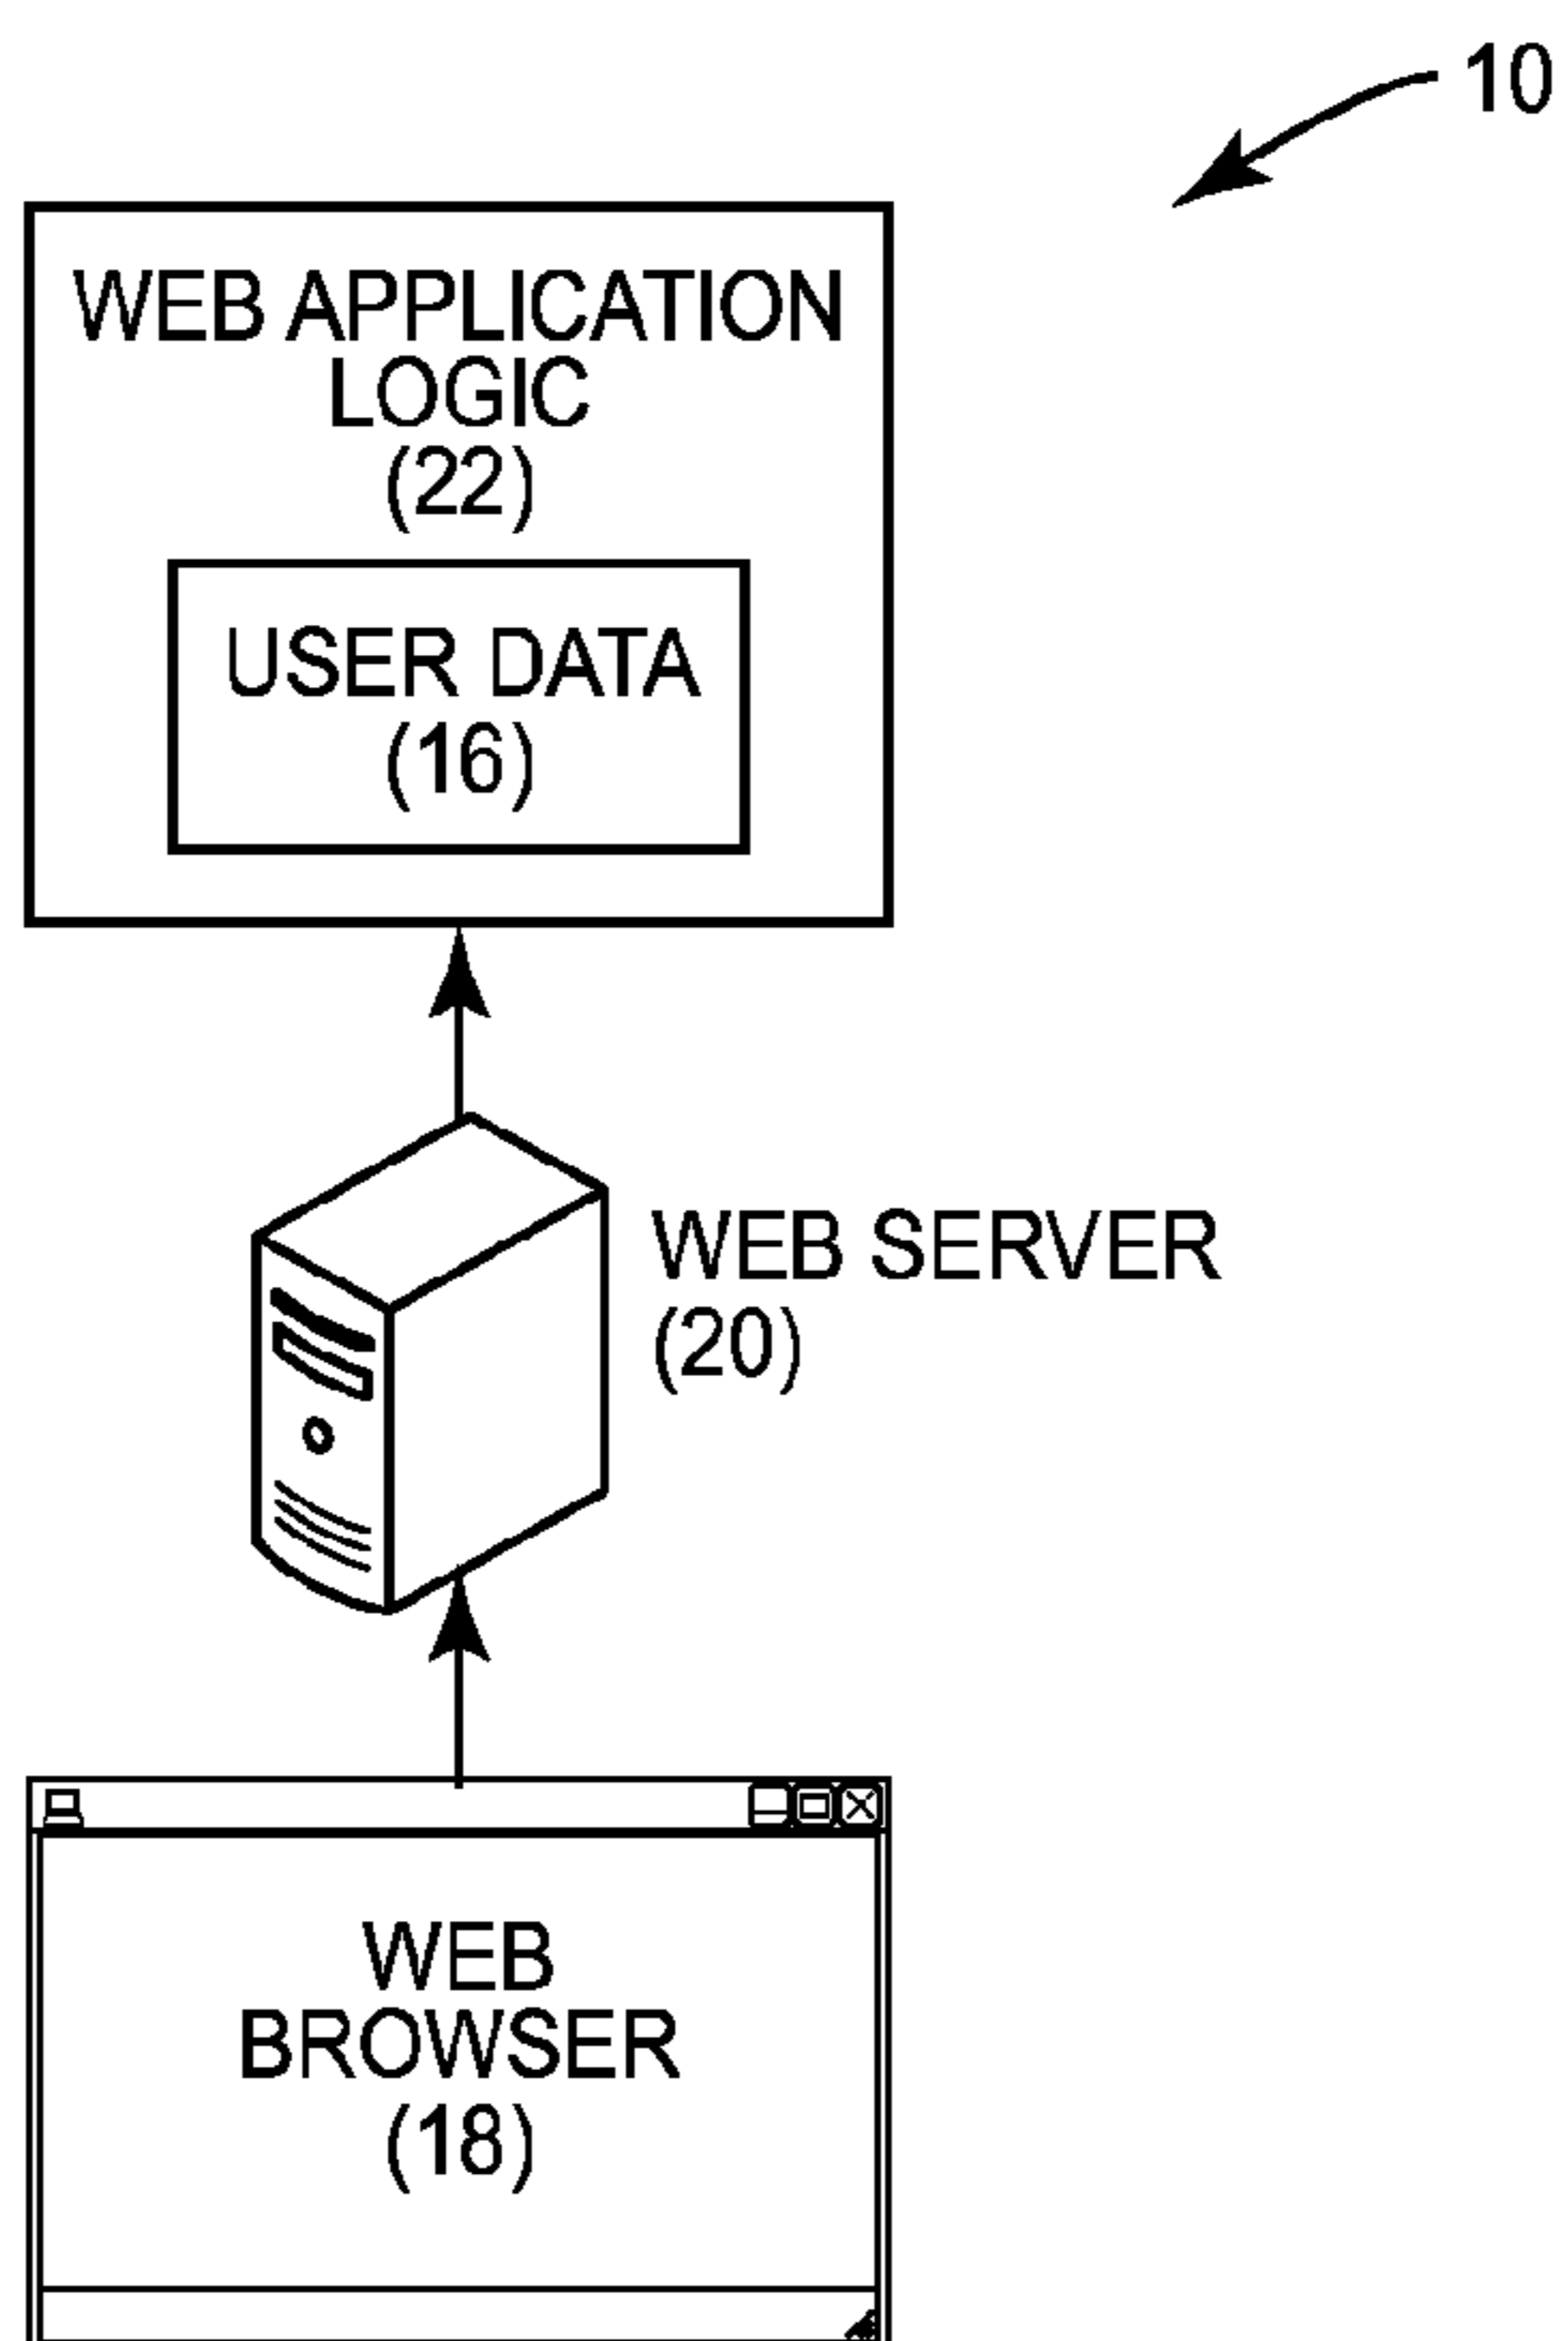 10
WEB APPLICATION
LOGIC
(22)
USER DATA
(16)
WEB SERVER
(20)
WEB
BROWSER
(18)